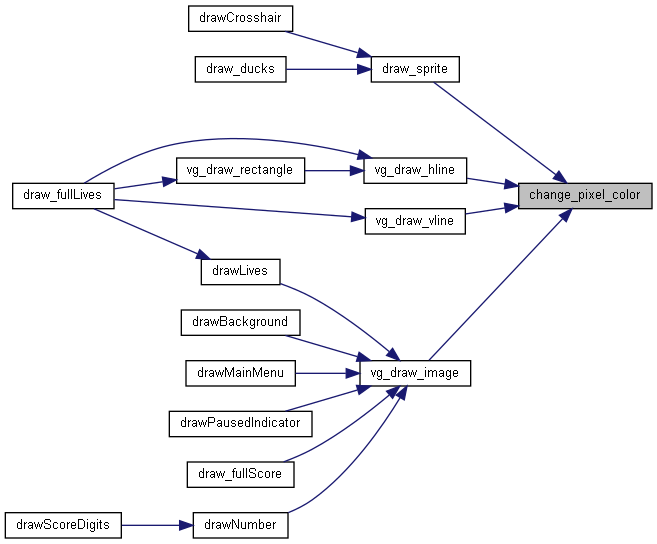 drawCrosshair
draw_ducks
draw_sprite
vg_draw_rectangle
vg_draw_hline
draw_fullLives
change_pixel_color
vg_draw_vline
drawLives
drawBackground
drawMainMenu
vg_draw_image
drawPausedIndicator
draw_fullScore
drawScoreDigits
drawNumber